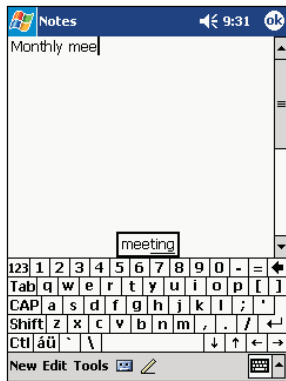 Notes 9:31 ok
Monthly mee
meeting
123 1 2 3 4 5 6 7 8 9 0 - =
Tab q w e r t y u i o p [ ]
CAP a s d f g h j k l ; '
Shift z x c v b n m , . /
Ctl áü ` \
New Edit Tools